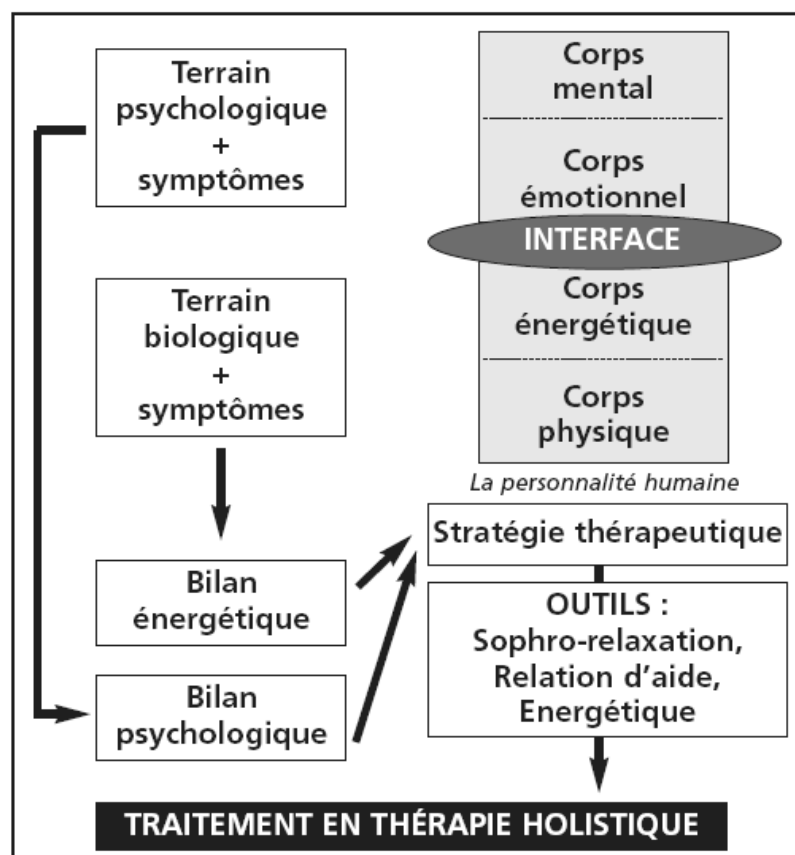 Terrain
psychologique
+
symptômes
Terrain
biologique
+
symptômes
Bilan
énergétique
Bilan
psychologique
Corps
mental
Corps
émotionnel
INTERFACE
Corps
énergétique
Corps
physique
La personnalité humaine
Stratégie thérapeutique
OUTILS :
Sophro-relaxation,
Relation d'aide,
Energétique
TRAITEMENT EN THÉRAPIE HOLISTIQUE